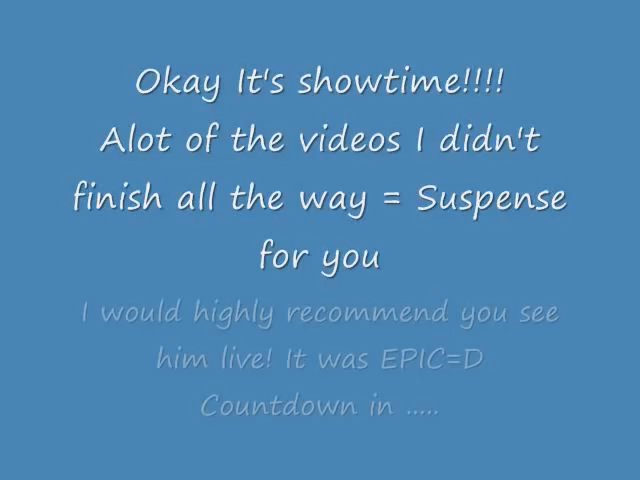 Okay It's showtime!!!!
Alot of the videos I didn't
finish all the way = Suspense
for you
I would highly recommend you see
him live! It was EPIC=D
Countdown in .....